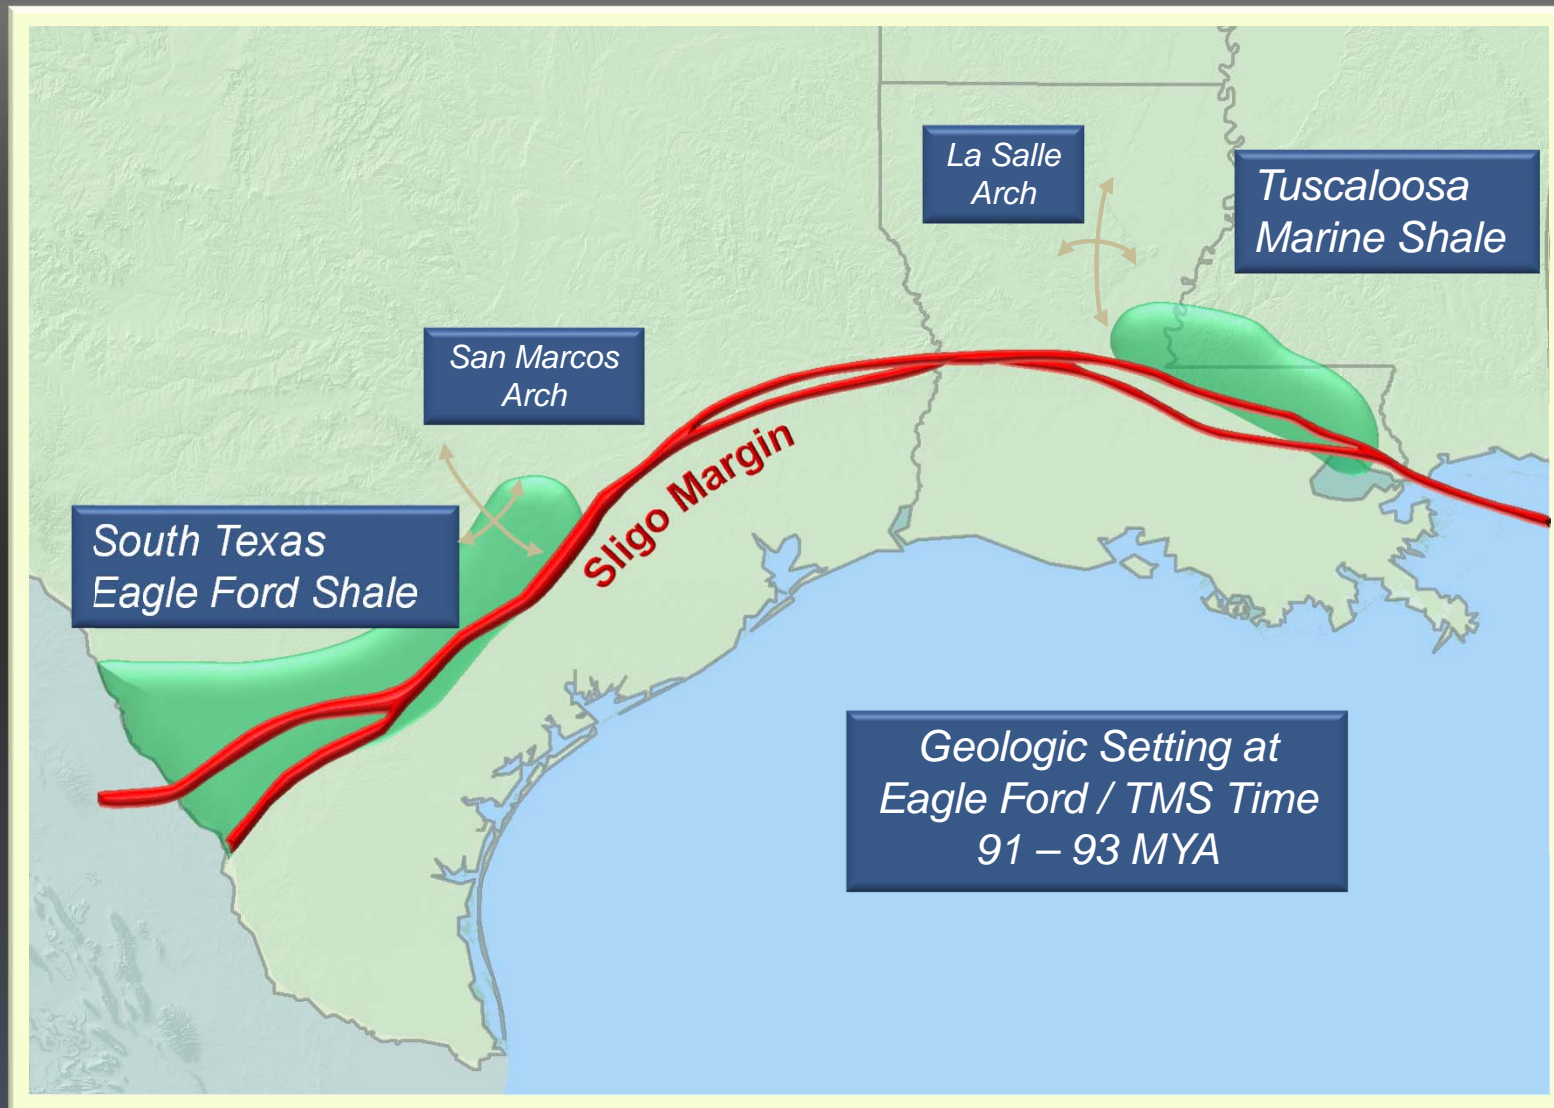 La Salle
Arch
Tuscaloosa
Marine Shale
San Marcos
Arch
Sligo Margin
South Texas
Eagle Ford Shale
Geologic Setting at
Eagle Ford / TMS Time
91 – 93 MYA